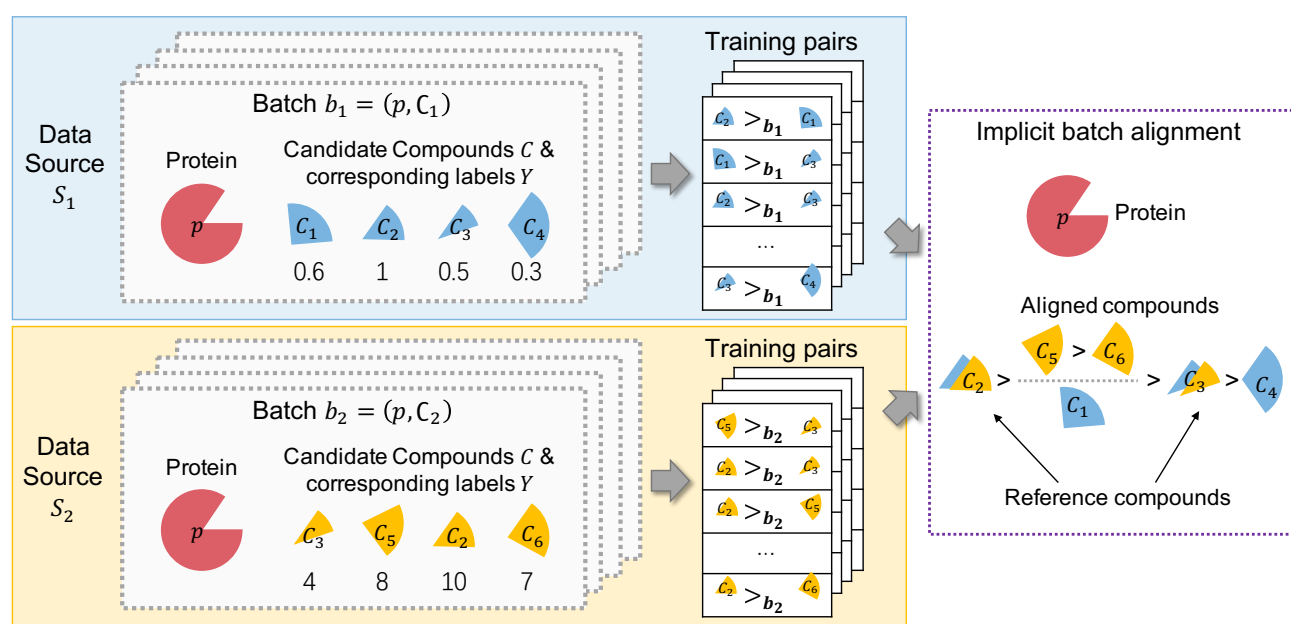 Data
Source
S₁
Batch b₁ = (p, C₁)
Protein
p
Candidate Compounds C &
corresponding labels Y
C₁ C₂ C₃ C₄
0.6 1 0.5 0.3
Training pairs
C₂ >b₁ C₁
C₁ >b₁ C₃
C₂ >b₁ C₃
...
C₃ >b₁ C₄
Data
Source
S₂
Batch b₂ = (p, C₂)
Protein
p
Candidate Compounds C &
corresponding labels Y
C₃ C₅ C₂ C₆
4 8 10 7
Training pairs
C₅ >b₂ C₃
C₂ >b₂ C₃
C₂ >b₂ C₅
...
C₂ >b₂ C₆
Implicit batch alignment
p Protein
Aligned compounds
C₅ > C₆
C₂ > > C₃ > C₄
C₁
Reference compounds